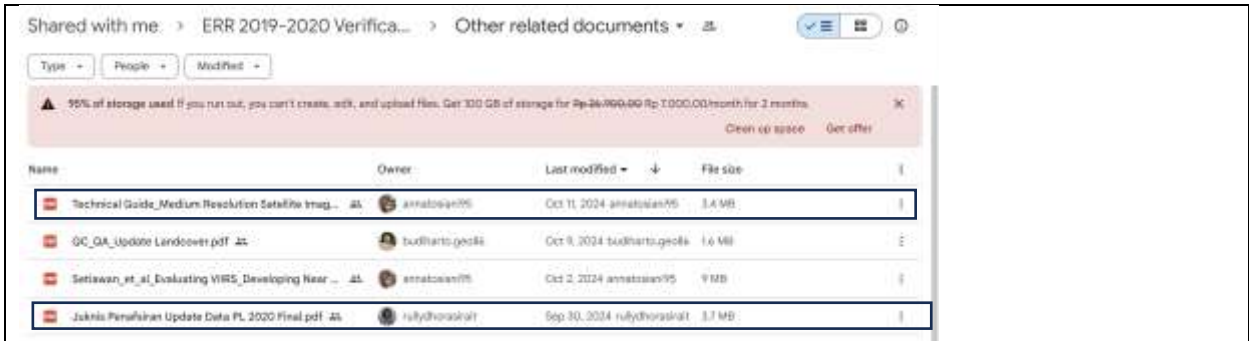 Shared with me > ERR 2019-2020 Verifica... > Other related documents
Type People Modified
95% of storage used If you run out, you can't create, edit, and upload files. Get 100 GB of storage for Rp 26.900,00 Rp 7.000,00/month for 2 months.
Clean up space Get offer
Name Owner Last modified File size
Technical Guide_Medium Resolution Satellite Imag... annatosian95 Oct 11, 2024 annatosian95 3.4 MB
QC_QA_Update Landcover.pdf budiharto.geo86 Oct 9, 2024 budiharto.geo86 1.6 MB
Setiawan_et_al_Evaluating VIIRS_Developing Near ... annatosian95 Oct 2, 2024 annatosian95 9 MB
Juknis Penafsiran Update Data PL 2020 Final.pdf rullydhorasirait Sep 30, 2024 rullydhorasirait 3.7 MB